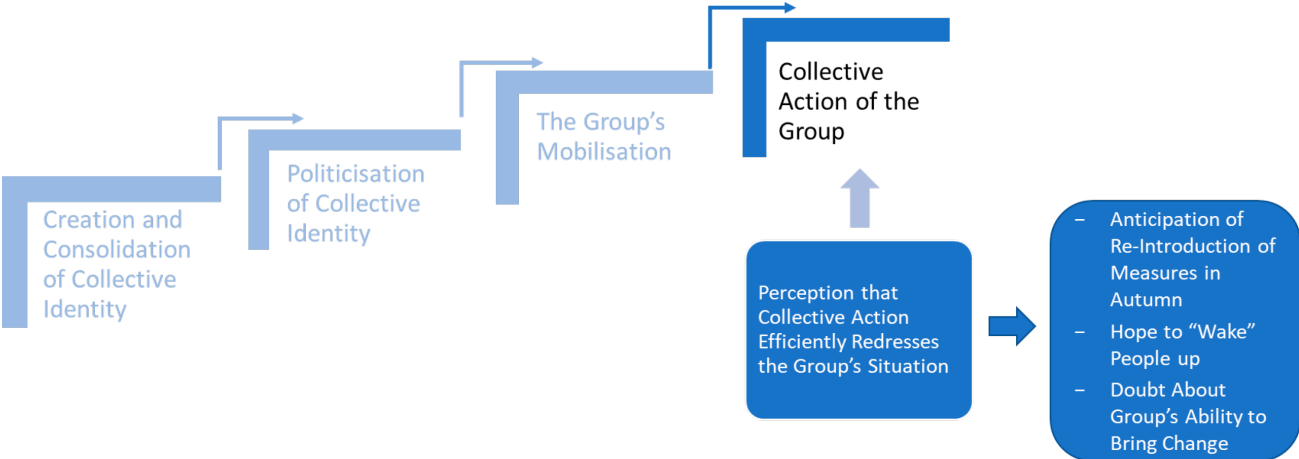 Creation and
Consolidation
of Collective
Identity
Politicisation
of Collective
Identity
The Group's
Mobilisation
Collective
Action of the
Group
Perception that
Collective Action
Efficiently Redresses
the Group's Situation
– Anticipation of
Re-Introduction of
Measures in
Autumn
– Hope to “Wake”
People up
– Doubt About
Group's Ability to
Bring Change